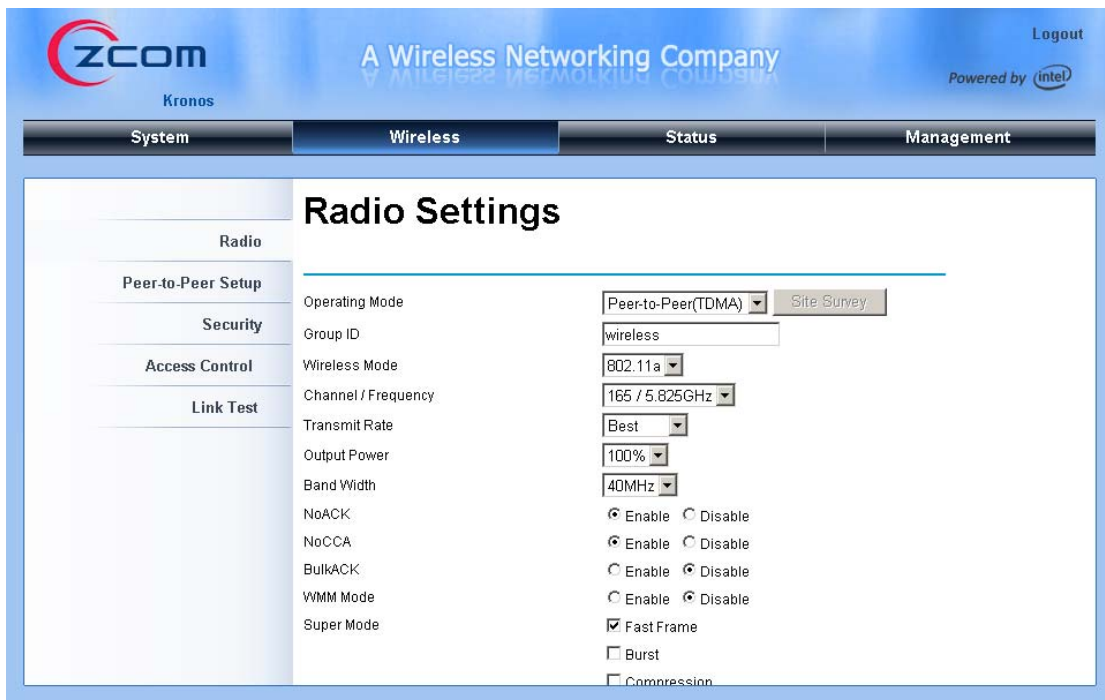 zcom
A Wireless Networking Company
Logout
Powered by intel
Kronos
System Wireless Status Management
Radio Settings
Radio
Peer-to-Peer Setup
Security
Access Control
Link Test
Operating Mode Peer-to-Peer(TDMA) Site Survey
Group ID wireless
Wireless Mode 802.11a
Channel / Frequency 165 / 5.825GHz
Transmit Rate Best
Output Power 100%
Band Width 40MHz
NoACK Enable Disable
NoCCA Enable Disable
BulkACK Enable Disable
WMM Mode Enable Disable
Super Mode Fast Frame
Burst
Compression